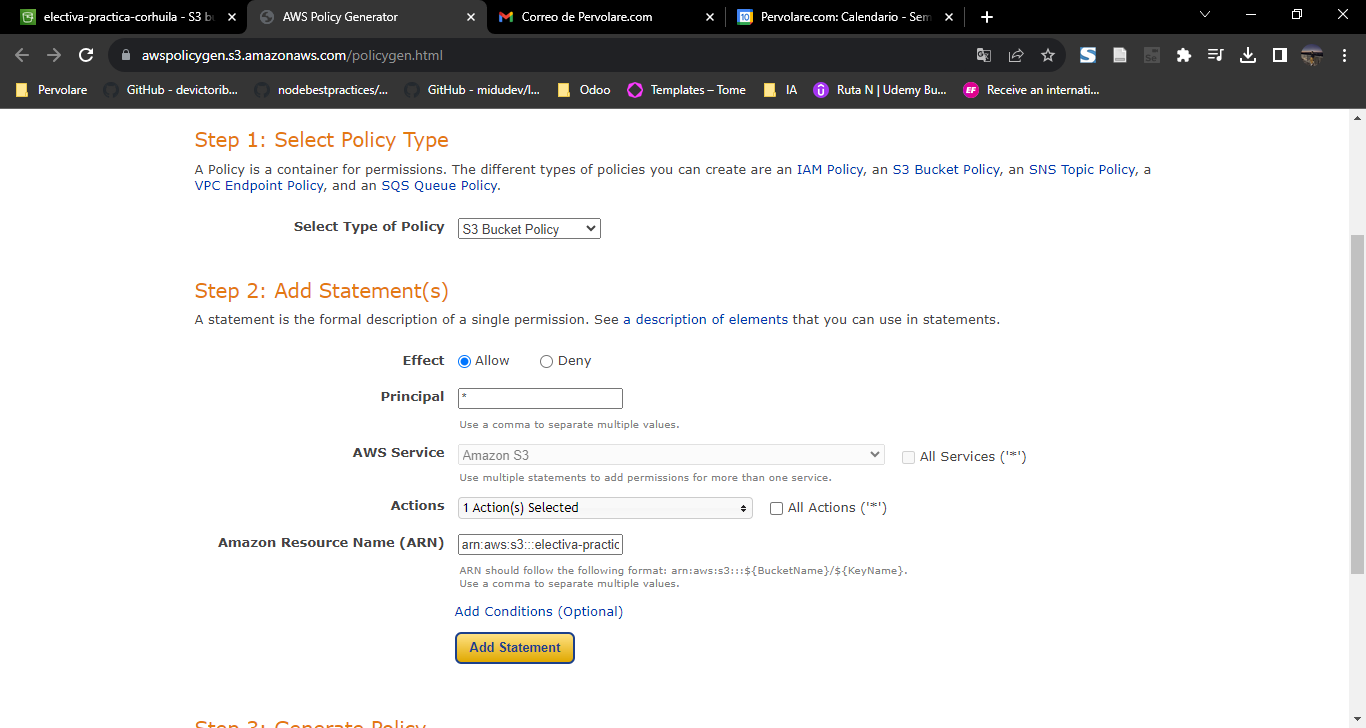 electiva-practica-corhuila - S3 b
AWS Policy Generator
Correo de Pervolare.com
Pervolare.com: Calendario - Sem
awspolicygen.s3.amazonaws.com/policygen.html
Pervolare
GitHub - devictorib...
nodebestpractices/...
GitHub - midudev/l...
Odoo
Templates – Tome
IA
Ruta N | Udemy Bu...
EF
Receive an internati...
Step 1: Select Policy Type
A Policy is a container for permissions. The different types of policies you can create are an IAM Policy, an S3 Bucket Policy, an SNS Topic Policy, a
VPC Endpoint Policy, and an SQS Queue Policy.
Select Type of Policy
S3 Bucket Policy
Step 2: Add Statement(s)
A statement is the formal description of a single permission. See a description of elements that you can use in statements.
Effect
Allow
Deny
Principal
*
Use a comma to separate multiple values.
AWS Service
Amazon S3
All Services ('*')
Use multiple statements to add permissions for more than one service.
Actions
1 Action(s) Selected
All Actions ('*')
Amazon Resource Name (ARN)
arn:aws:s3:::electiva-practic
ARN should follow the following format: arn:aws:s3:::${BucketName}/${KeyName}.
Use a comma to separate multiple values.
Add Conditions (Optional)
Add Statement
Step 3: Generate Policy